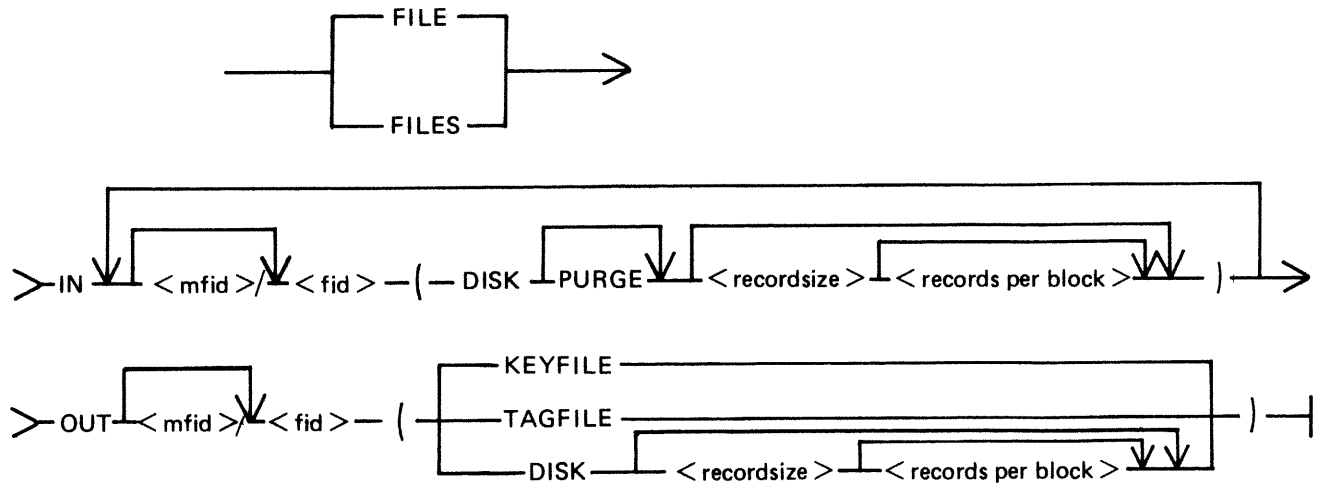 FILE
FILES
IN <mfid>/ <fid> ( DISK PURGE <recordsize> <records per block> )
OUT <mfid>/ <fid> (
KEYFILE
TAGFILE )
DISK <recordsize> <records per block>